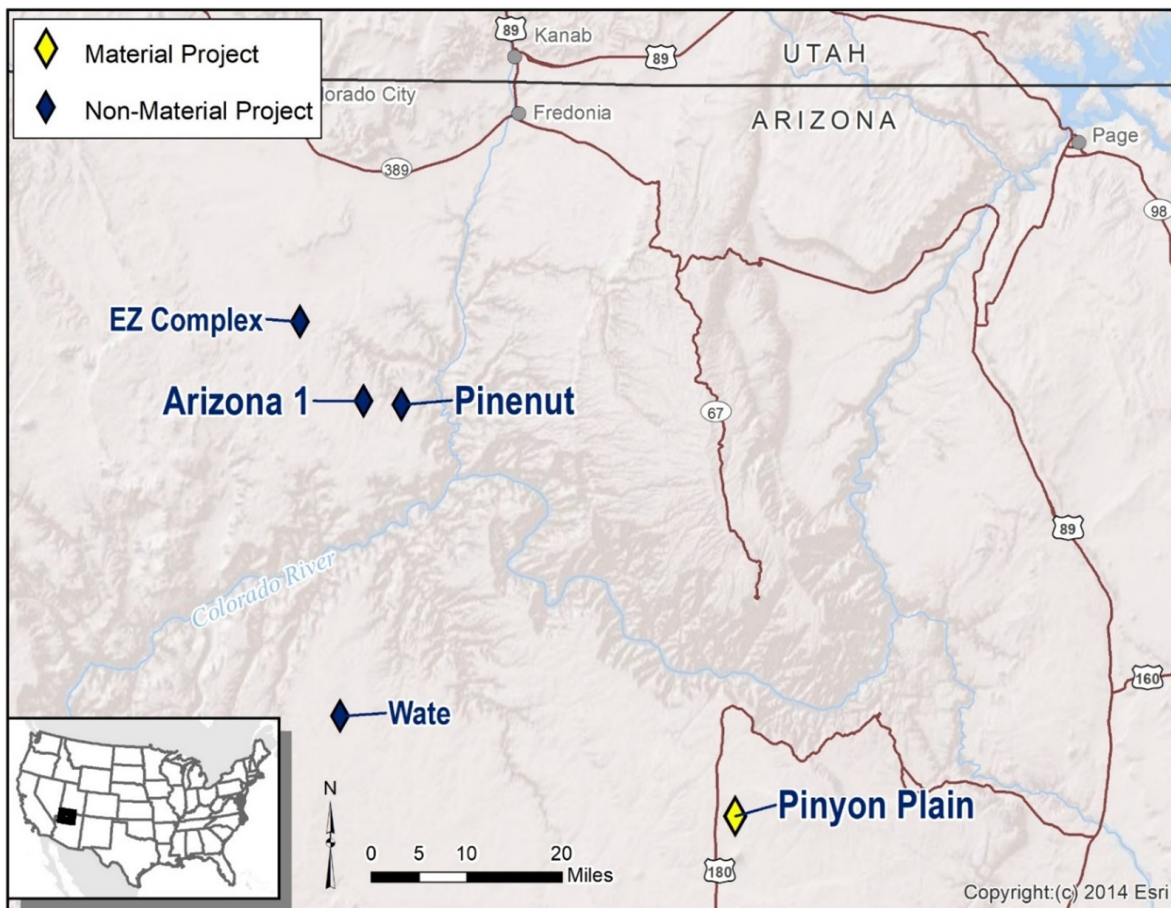 Material Project
Non-Material Project
89
Kanab
89
UTAH
ARIZONA
lorado City
Fredonia
Page
389
98
EZ Complex
Arizona 1
Pinenut
67
89
Colorado River
160
Wate
N
Pinyon Plain
0 5 10 20
Miles
180
Copyright:(c) 2014 Esri